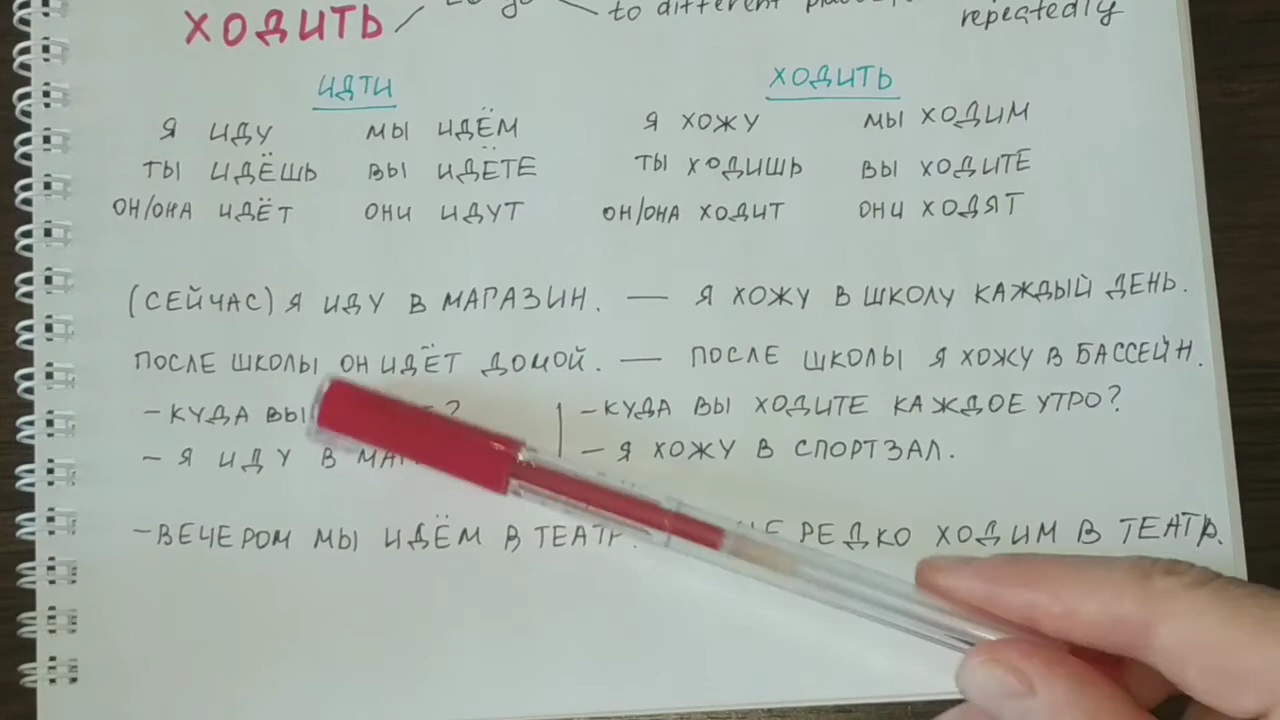 ХОДИТЬ to different repeatedly
ИДТИ ХОДИТЬ
Я ИДУ МЫ ИДЁМ Я ХОЖУ МЫ ХОДИМ
ТЫ ИДЁШЬ ВЫ ИДЁТЕ ТЫ ХОДИШЬ ВЫ ХОДИТЕ
ОН/ОНА ИДЁТ ОНИ ИДУТ ОН/ОНА ХОДИТ ОНИ ХОДЯТ
(СЕЙЧАС) Я ИДУ В МАГАЗИН. — Я ХОЖУ В ШКОЛУ КАЖДЫЙ ДЕНЬ.
ПОСЛЕ ШКОЛЫ ОН ИДЁТ ДОМОЙ. — ПОСЛЕ ШКОЛЫ Я ХОЖУ В БАССЕЙН.
- КУДА ВЫ ? - КУДА ВЫ ХОДИТЕ КАЖДОЕ УТРО?
- Я ИДУ В - Я ХОЖУ В СПОРТЗАЛ.
- ВЕЧЕРОМ МЫ ИДЁМ В ТЕАТР. РЕДКО ХОДИМ В ТЕАТР.